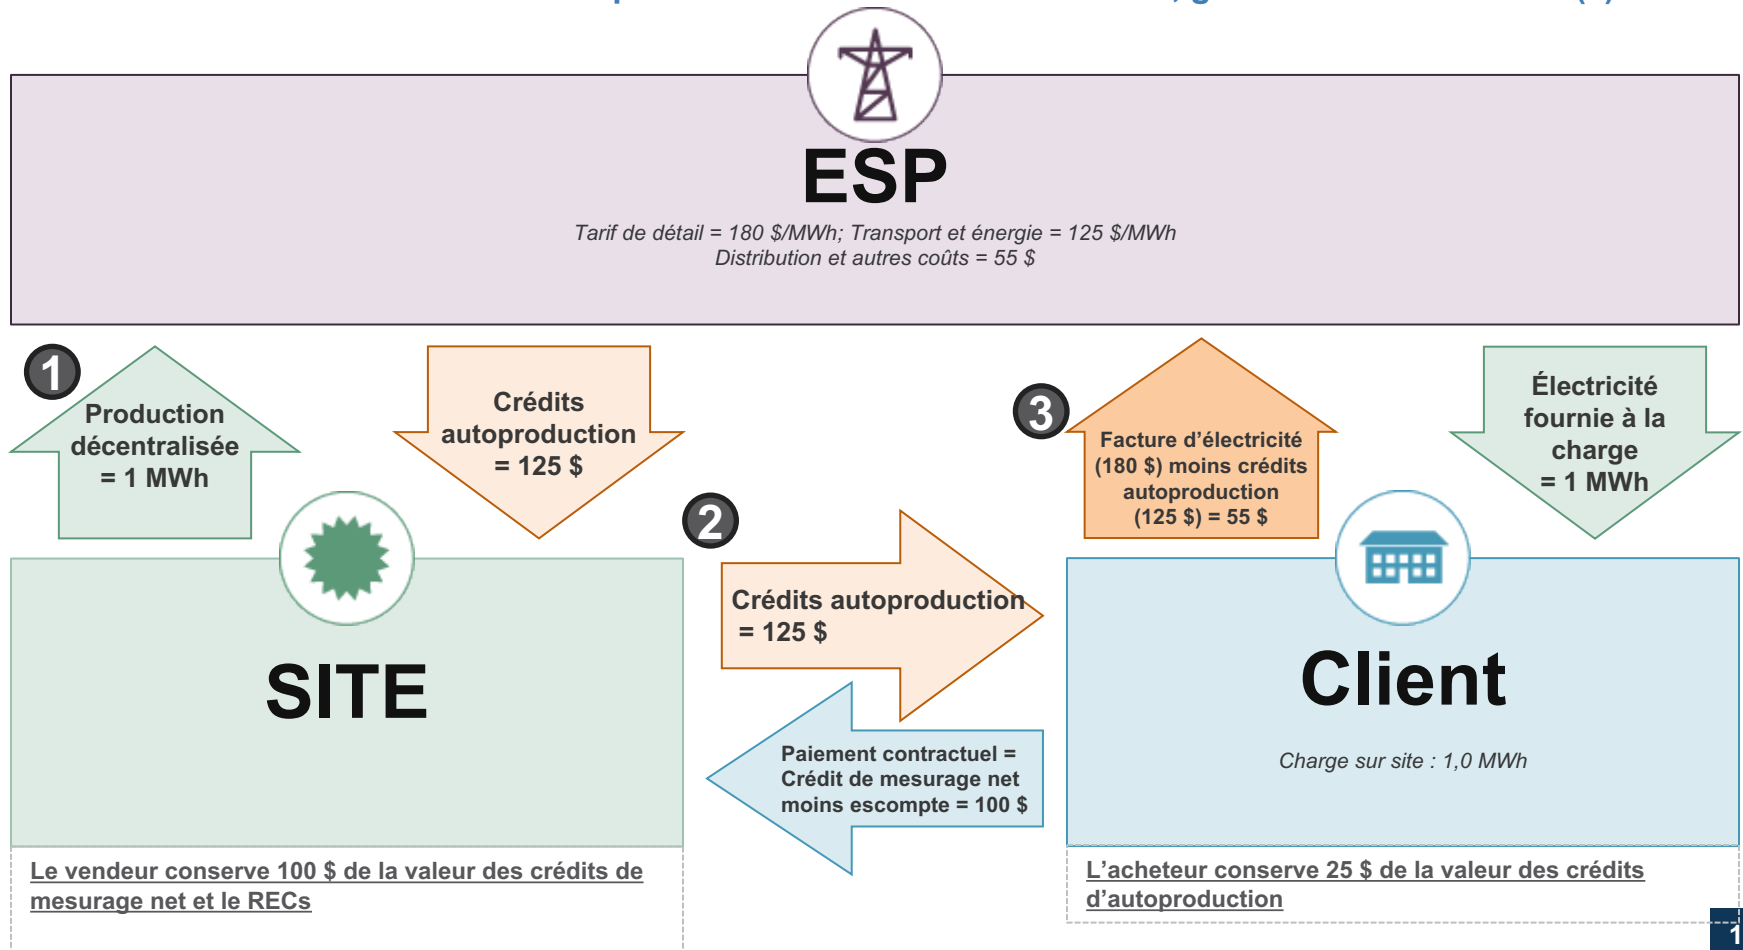 ESP
Tarif de détail = 180 $/MWh; Transport et énergie = 125 $/MWh
Distribution et autres coûts = 55 $
1
Production
décentralisée
= 1 MWh
Crédits
autoproduction
= 125 $
3
Facture d’électricité
(180 $) moins crédits
autoproduction
(125 $) = 55 $
Électricité
fournie à la
charge
= 1 MWh
2
Crédits autoproduction
= 125 $
SITE
Client
Paiement contractuel =
Crédit de mesurage net
moins escompte = 100 $
Charge sur site : 1,0 MWh
Le vendeur conserve 100 $ de la valeur des crédits de
mesurage net et le RECs
L’acheteur conserve 25 $ de la valeur des crédits
d’autoproduction
1